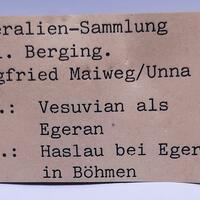 eralien-Sammlung
l. Berging.
gfried Maiweg/Unna
.: Vesuvian als
Egeran
.: Haslau bei Eger
in Böhmen